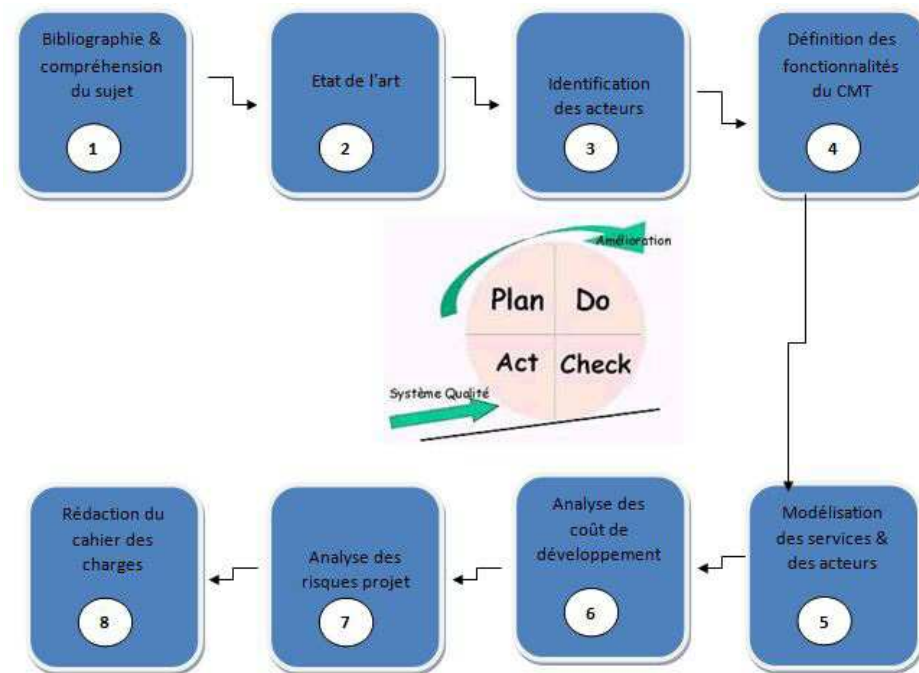 Bibliographie &
compréhension
du sujet
1
Etat de l'art
2
Identification
des acteurs
3
Définition des
fonctionnalités
du CMT
4
Amélioration
Plan
Do
Act
Check
Système Qualité
Rédaction du
cahier des
charges
8
Analyse des
risques projet
7
Analyse des
coût de
développement
6
Modélisation
des services &
des acteurs
5